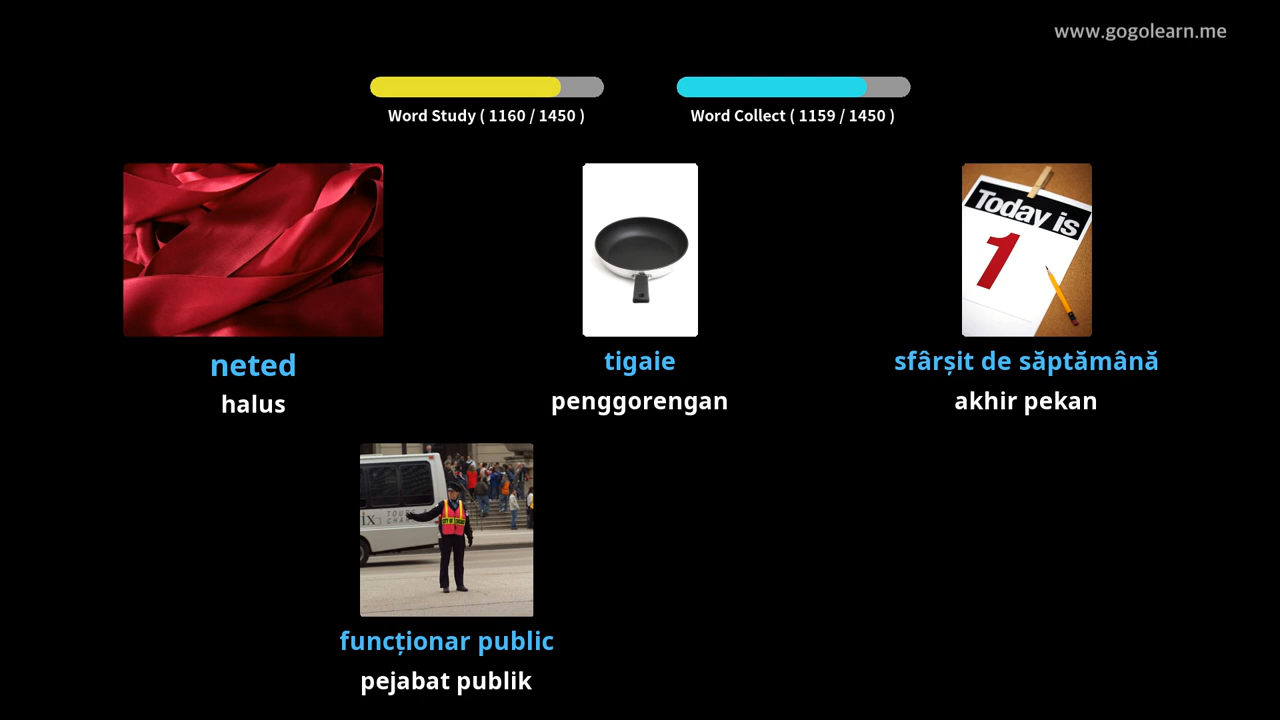 www.gogolearn.me
Word Study ( 1160 / 1450 )
Word Collect ( 1159 / 1450 )
Today is
1
neted
halus
tigaie
penggorengan
sfârșit de săptămână
akhir pekan
funcționar public
pejabat publik